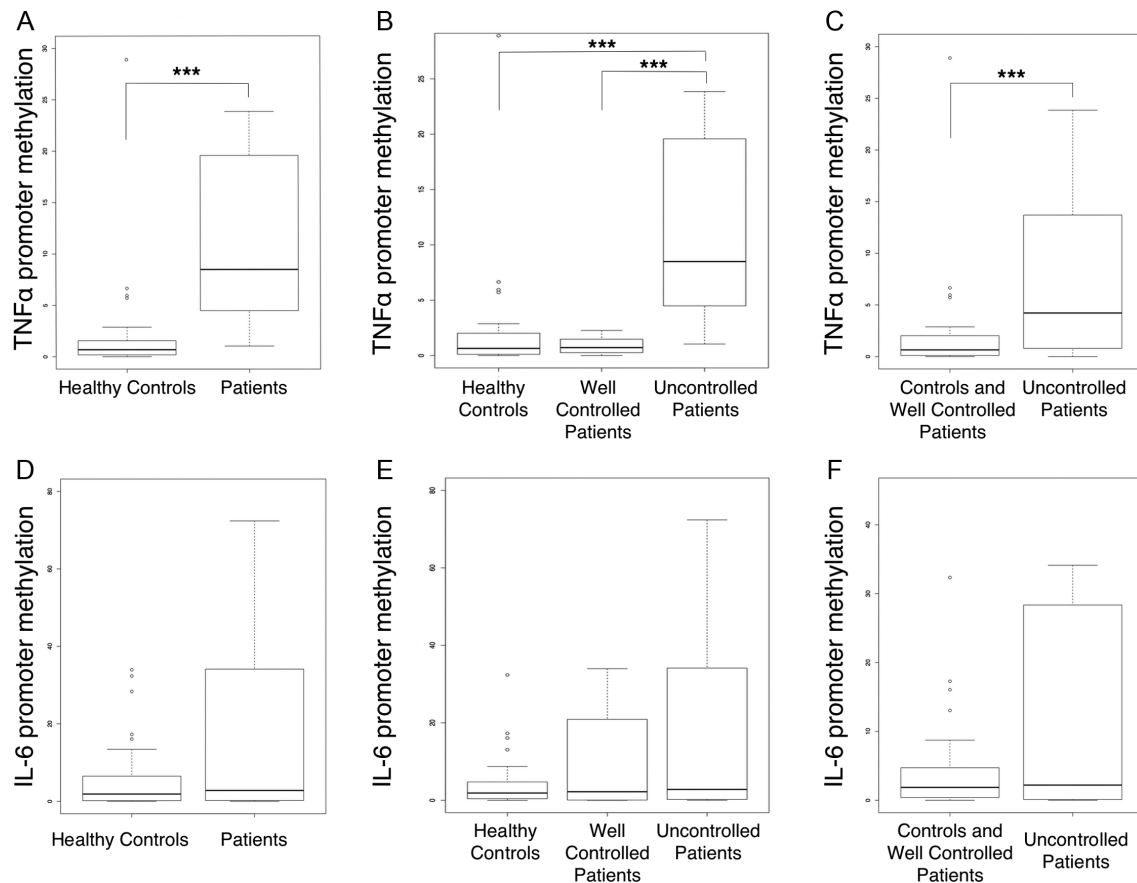 A
TNFα promoter methylation
30
25
20
15
10
5
0
***
Healthy Controls
Patients
B
TNFα promoter methylation
25
20
15
10
5
0
***
***
Healthy
Controls
Well
Controlled
Patients
Uncontrolled
Patients
C
TNFα promoter methylation
30
25
20
15
10
5
0
***
Controls and
Well Controlled
Patients
Uncontrolled
Patients
D
IL-6 promoter methylation
80
60
40
20
0
Healthy Controls
Patients
E
IL-6 promoter methylation
80
60
40
20
0
Healthy
Controls
Well
Controlled
Patients
Uncontrolled
Patients
F
IL-6 promoter methylation
40
30
20
10
0
Controls and
Well Controlled
Patients
Uncontrolled
Patients